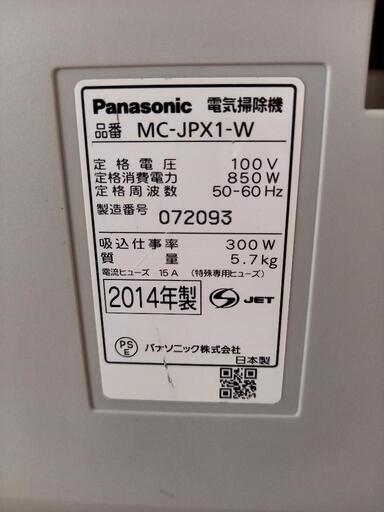 Panasonic 電気掃除機
品番 MC-JPX1-W
定格電圧 100V
定格消費電力 850W
定格周波数 50-60Hz
製造番号 072093
吸込仕事率 300W
質量 5.7kg
電流ヒューズ 15A (特殊専用ヒューズ)
2014年製 S JET
PSE パナソニック株式会社
日本製